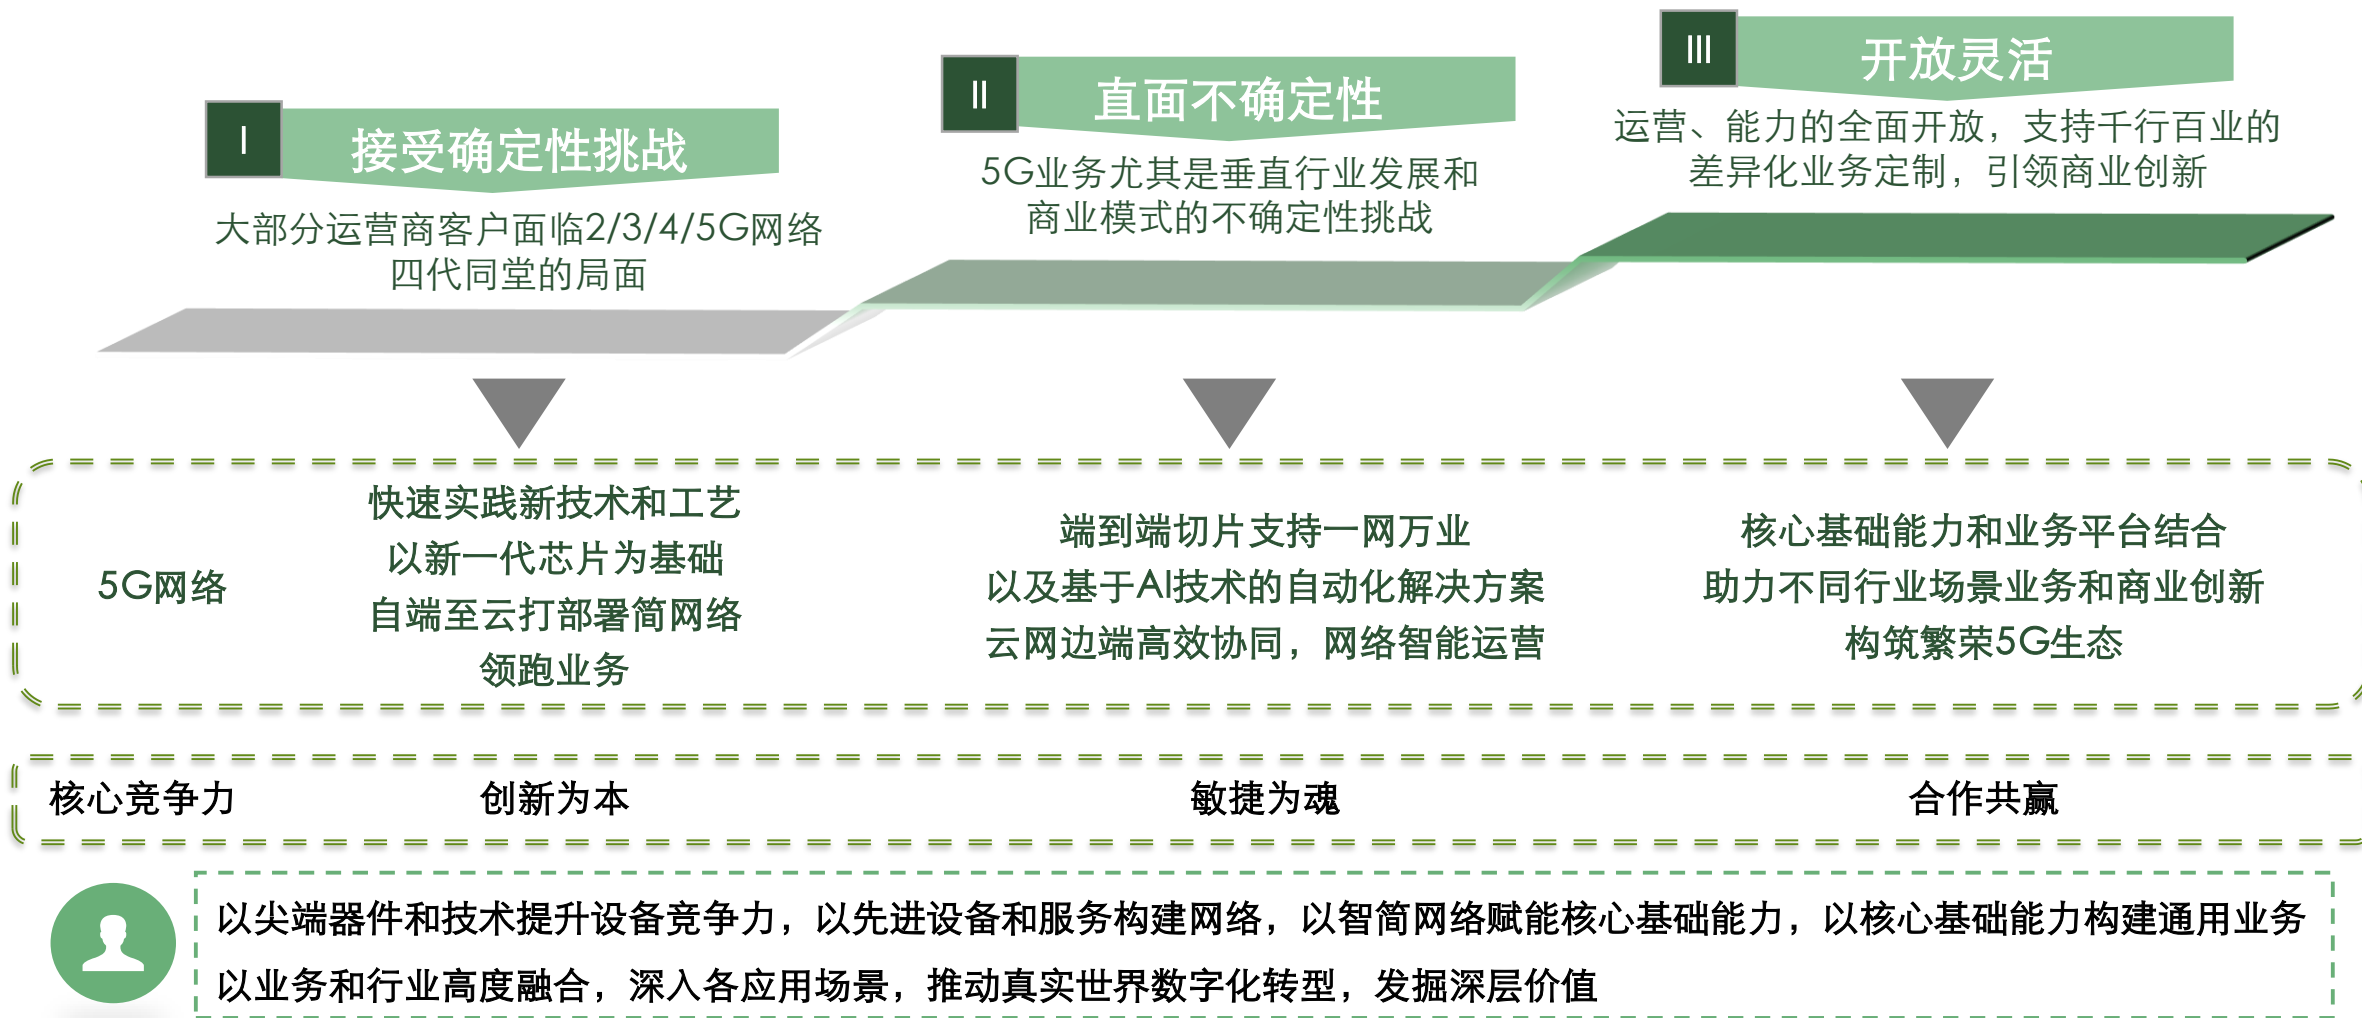 I
接受确定性挑战
大部分运营商客户面临2/3/4/5G网络
四代同堂的局面
II
直面不确定性
5G业务尤其是垂直行业发展和
商业模式的不确定性挑战
III
开放灵活
运营、能力的全面开放，支持千行百业的
差异化业务定制，引领商业创新
5G网络
快速实践新技术和工艺
以新一代芯片为基础
自端至云打部署简网络
领跑业务
端到端切片支持一网万业
以及基于AI技术的自动化解决方案
云网边端高效协同，网络智能运营
核心基础能力和业务平台结合
助力不同行业场景业务和商业创新
构筑繁荣5G生态
核心竞争力
创新为本
敏捷为魂
合作共赢
以尖端器件和技术提升设备竞争力，以先进设备和服务构建网络，以智简网络赋能核心基础能力，以核心基础能力构建通用业务
以业务和行业高度融合，深入各应用场景，推动真实世界数字化转型，发掘深层价值